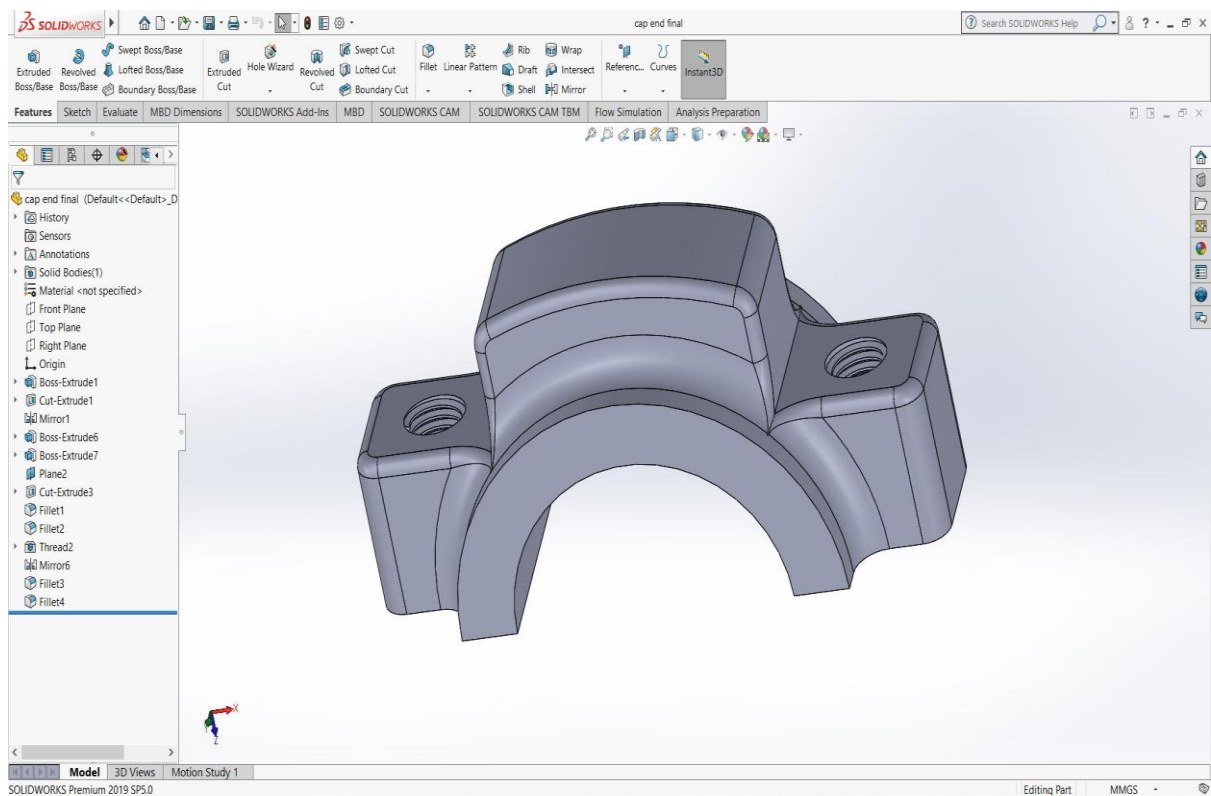 SOLIDWORKS
cap end final
Search SOLIDWORKS Help
Extruded Boss/Base
Revolved Boss/Base
Swept Boss/Base
Lofted Boss/Base
Boundary Boss/Base
Extruded Cut
Hole Wizard
Revolved Cut
Swept Cut
Lofted Cut
Boundary Cut
Fillet
Linear Pattern
Rib
Draft
Shell
Wrap
Intersect
Mirror
Referenc...
Curves
Instant3D
Features Sketch Evaluate MBD Dimensions SOLIDWORKS Add-Ins MBD SOLIDWORKS CAM SOLIDWORKS CAM TBM Flow Simulation Analysis Preparation
cap end final (Default<<Default>_D
History
Sensors
Annotations
Solid Bodies(1)
Material <not specified>
Front Plane
Top Plane
Right Plane
Origin
Boss-Extrude1
Cut-Extrude1
Mirror1
Boss-Extrude6
Boss-Extrude7
Plane2
Cut-Extrude3
Fillet1
Fillet2
Thread2
Mirror6
Fillet3
Fillet4
X
Z
Model 3D Views Motion Study 1
SOLIDWORKS Premium 2019 SP5.0
Editing Part
MMGS